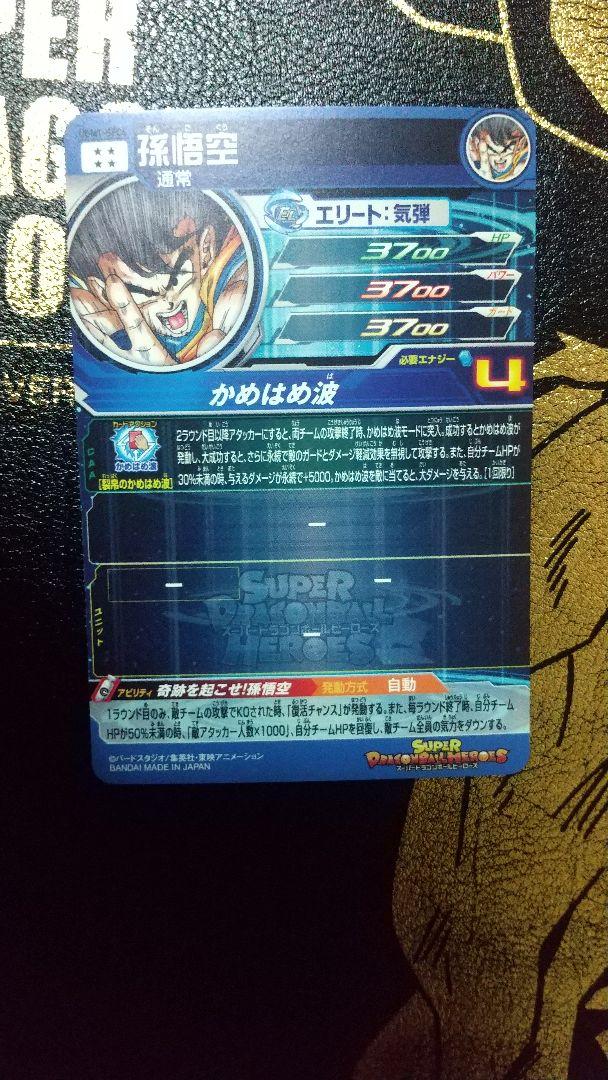 孫悟空
通常
エリート：気弾
HP
3700
パワー
3700
ガード
3700
必要エナジー 4
かめはめ波
カードアクション
かめはめ波
CAA
2ラウンド目以降アタッカーにすると、両チームの攻撃終了時、かめはめ波モードに突入。成功するとかめはめ波が
発動し、大成功すると、さらに永続で敵のガードとダメージ軽減効果を無視して攻撃する。また、自分チームHPが
30%未満の時、与えるダメージが永続で+5000。かめはめ波を敵に当てると、大ダメージを与える。[1回限り]
ー
ユニット
ー
ー
ー
SUPER
DRAGONBALL
スーパードラゴンボールヒーローズ
HEROES
アビリティ 奇跡を起こせ!孫悟空 発動方式 自動
1ラウンド目のみ、敵チームの攻撃でKOされた時、「復活チャンス」が発動する。また、毎ラウンド終了時、自分チーム
HPが50%未満の時、「敵アタッカー人数×1000」、自分チームHPを回復し、敵チーム全員の気力をダウンする。
©バードスタジオ/集英社・東映アニメーション
BANDAI MADE IN JAPAN
SUPER
DRAGONBALL HEROES
スーパードラゴンボールヒーローズ